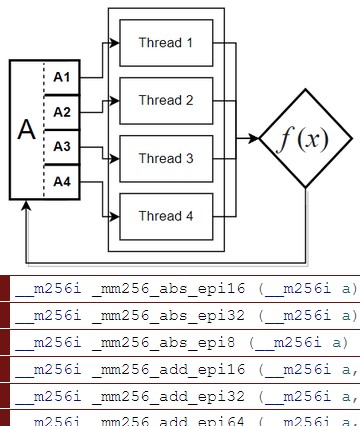 A
A1
A2
A3
A4
Thread 1
Thread 2
Thread 3
Thread 4
f (x)
__m256i _mm256_abs_epi16 (__m256i a)
__m256i _mm256_abs_epi32 (__m256i a)
__m256i _mm256_abs_epi8 (__m256i a)
__m256i _mm256_add_epi16 (__m256i a,
__m256i _mm256_add_epi32 (__m256i a,
__m256i _mm256_add_epi64 (__m256i a,